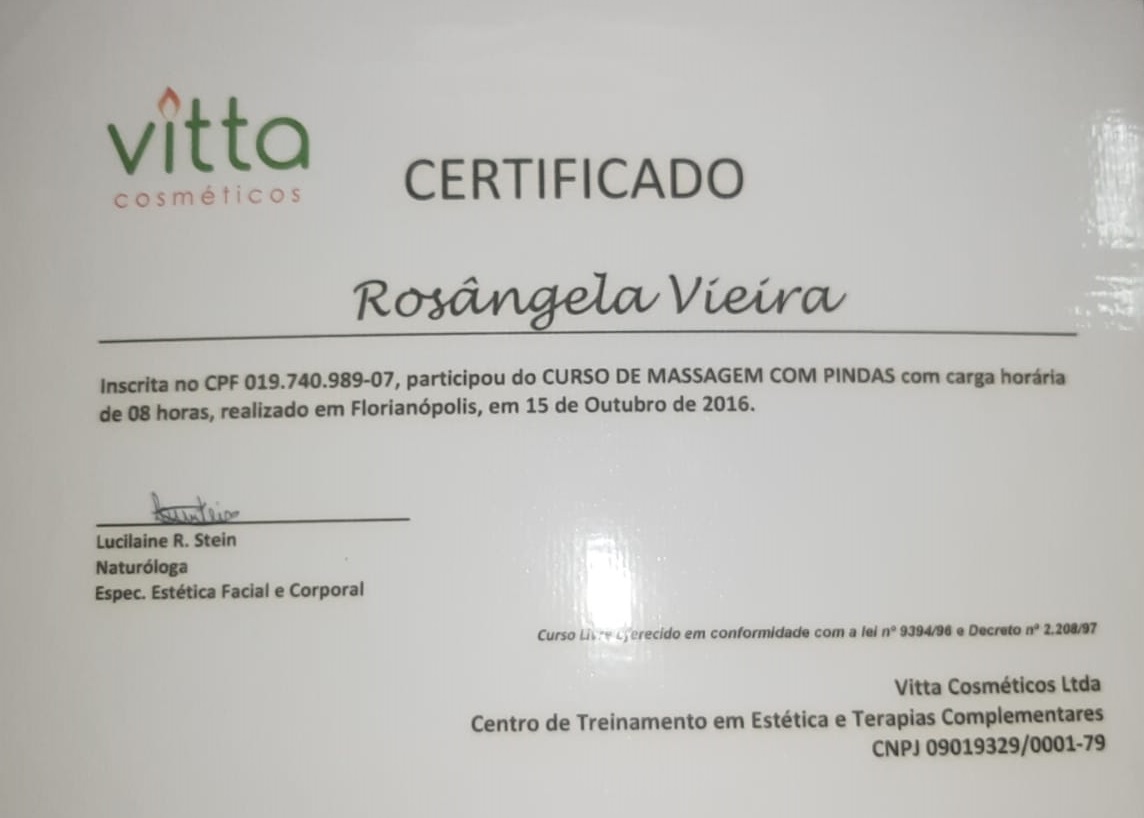 vitta
cosméticos
CERTIFICADO
Rosângela Vieira
Inscrita no CPF 019.740.989-07, participou do CURSO DE MASSAGEM COM PINDAS com carga horária
de 08 horas, realizado em Florianópolis, em 15 de Outubro de 2016.
Lucilaine R. Stein
Naturóloga
Espec. Estética Facial e Corporal
Curso em conformidade com a lei nº 9394/96 e Decreto nº 2.208/97
Vitta Cosméticos Ltda
Centro de Treinamento em Estética e Terapias Complementares
CNPJ 09019329/0001-79